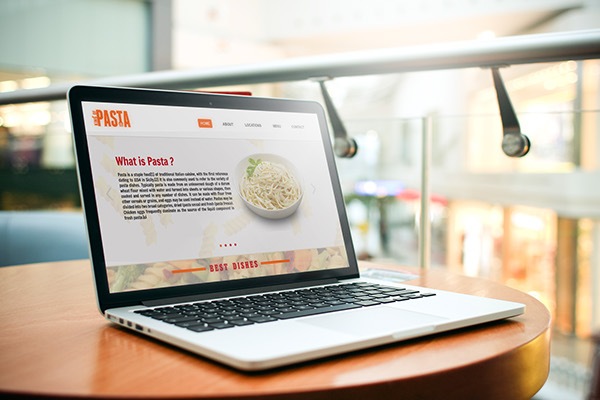 PASTA
HOME ABOUT LOCATIONS MENU CONTACT
What is Pasta ?
Pasta is a staple food[1] of traditional Italian cuisine, with the first reference
dating to 1154 in Sicily.[2] It is also commonly used to refer to the variety of
pasta dishes. Typically pasta is made from an unleavened dough of a durum
wheat flour mixed with water and formed into sheets or various shapes, then
cooked and served in any number of dishes. It can be made with flour from
other cereals or grains, and eggs may be used instead of water. Pastas may be
divided into two broad categories, dried (pasta secca) and fresh (pasta fresca).
Chicken eggs frequently dominate as the source of the liquid component in
fresh pasta.[4]
BEST DISHES